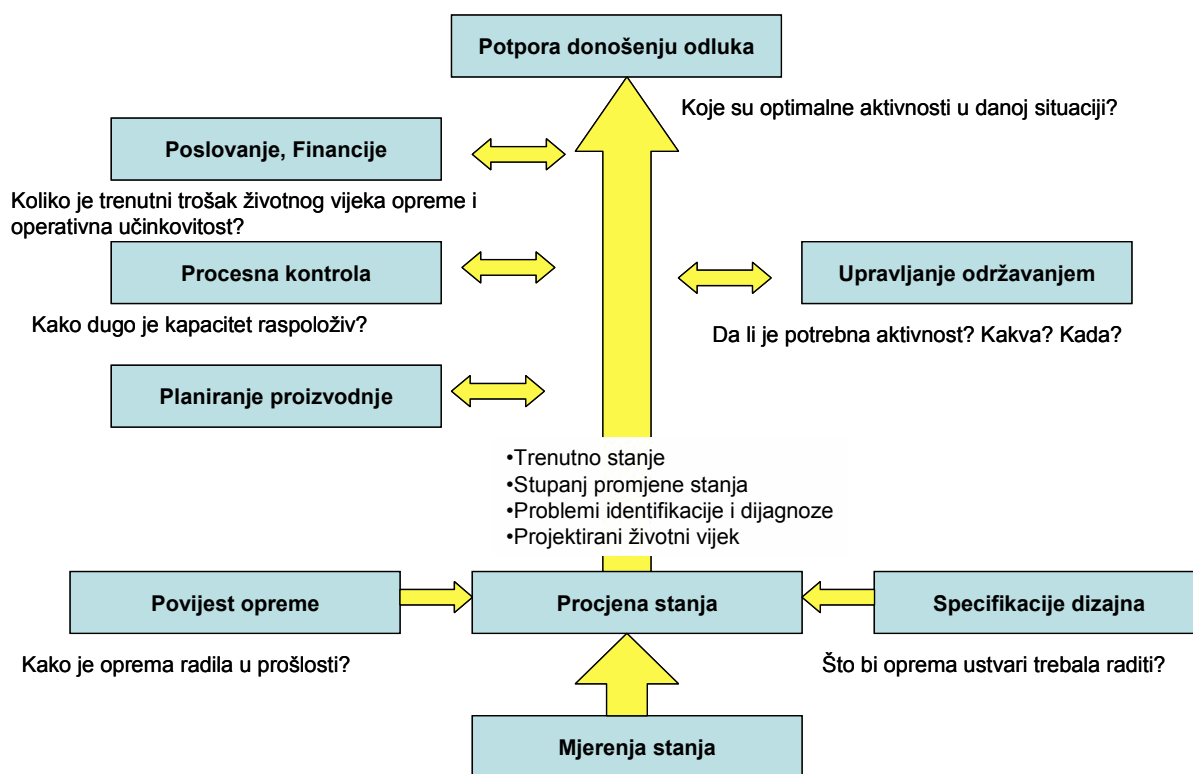 Potpora donošenju odluka
Koje su optimalne aktivnosti u danoj situaciji?
Poslovanje, Financije
Koliko je trenutni trošak životnog vijeka opreme i
operativna učinkovitost?
Procesna kontrola
Upravljanje održavanjem
Kako dugo je kapacitet raspoloživ?
Da li je potrebna aktivnost? Kakva? Kada?
Planiranje proizvodnje
•Trenutno stanje
•Stupanj promjene stanja
•Problemi identifikacije i dijagnoze
•Projektirani životni vijek
Povijest opreme
Procjena stanja
Specifikacije dizajna
Kako je oprema radila u prošlosti?
Što bi oprema ustvari trebala raditi?
Mjerenja stanja